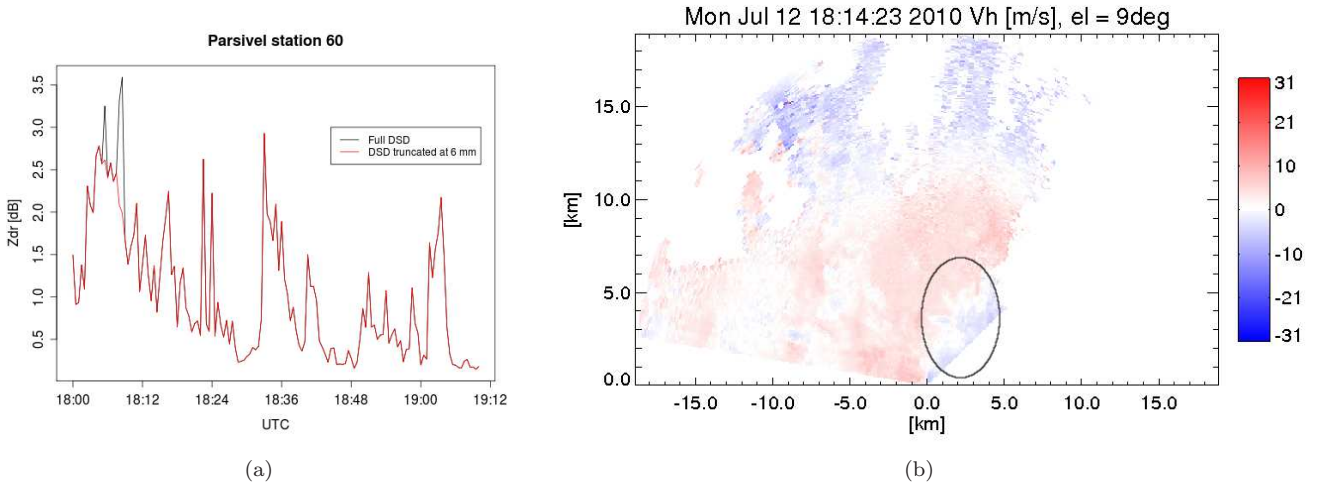 Parsivel station 60
Zdr [dB]
3.5
3.0
2.5
2.0
1.5
1.0
0.5
Full DSD
DSD truncated at 6 mm
18:00 18:12 18:24 18:36 18:48 19:00 19:12
UTC
(a)
Mon Jul 12 18:14:23 2010 Vh [m/s], el = 9deg
[km]
15.0
10.0
5.0
0.0
-15.0 -10.0 -5.0 0.0 5.0 10.0 15.0
[km]
31
21
10
0
-10
-21
-31
(b)